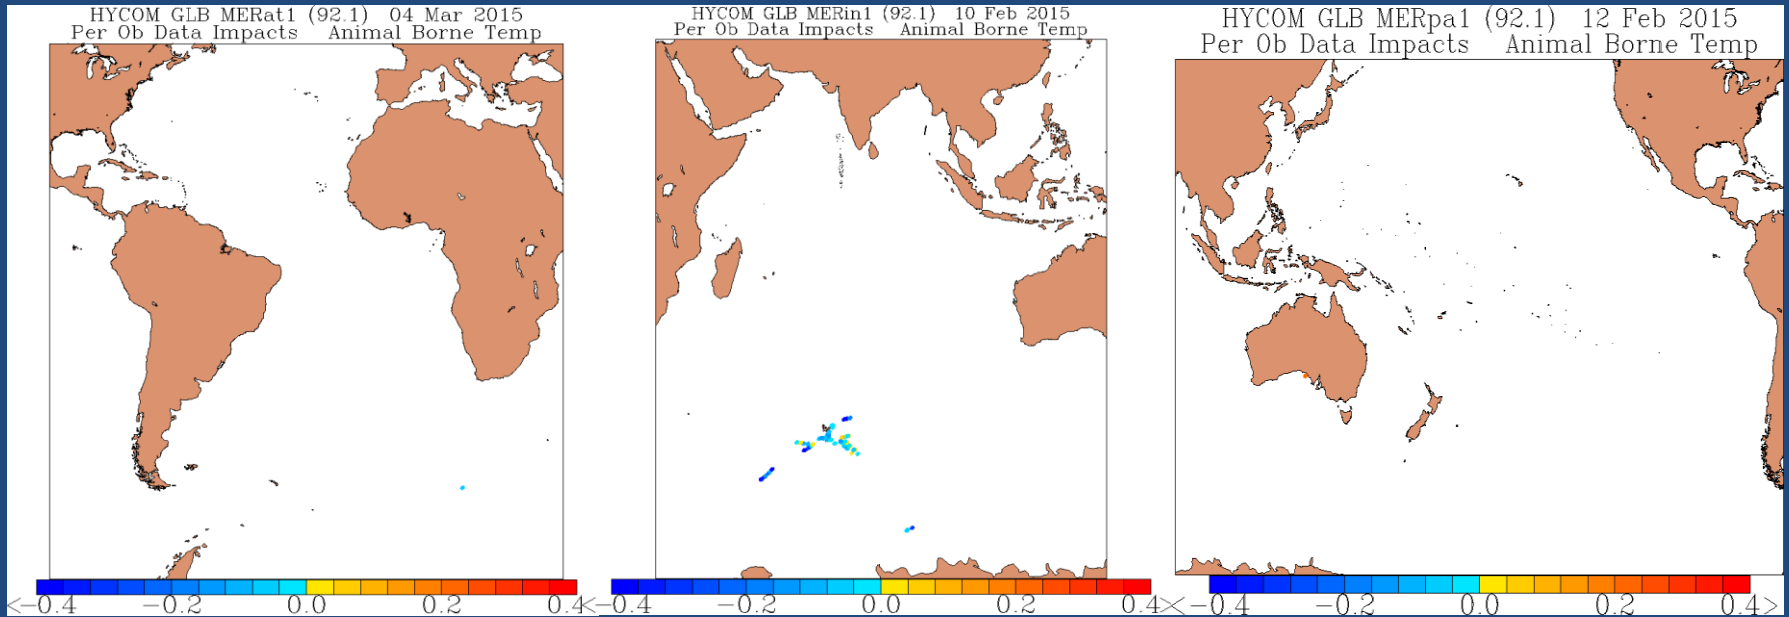 HYCOM GLB MERat1 (92.1) 04 Mar 2015
Per Ob Data Impacts Animal Borne Temp
<-0.4 -0.2 0.0 0.2 0.4
HYCOM GLB MERin1 (92.1) 10 Feb 2015
Per Ob Data Impacts Animal Borne Temp
<-0.4 -0.2 0.0 0.2 0.4
HYCOM GLB MERpa1 (92.1) 12 Feb 2015
Per Ob Data Impacts Animal Borne Temp
<-0.4 -0.2 0.0 0.2 0.4>